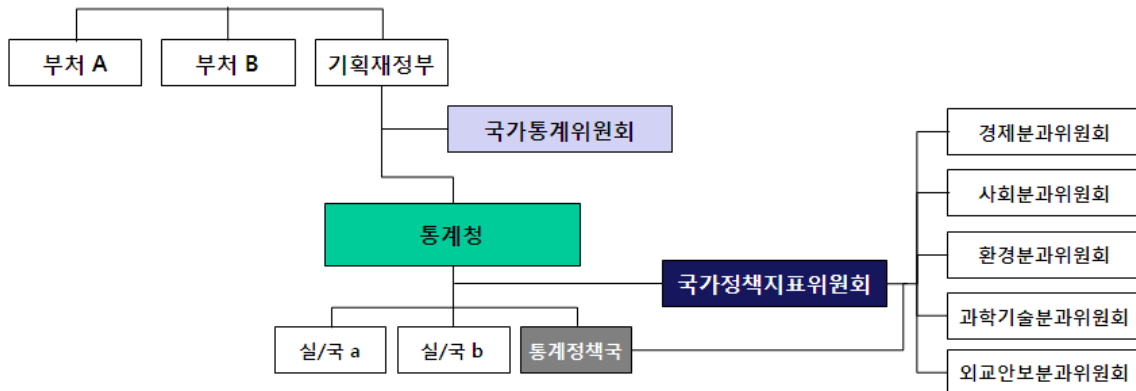 부처 A
부처 B
기획재정부
국가통계위원회
경제분과위원회
사회분과위원회
통계청
환경분과위원회
국가정책지표위원회
과학기술분과위원회
실/국 a
실/국 b
통계정책국
외교안보분과위원회